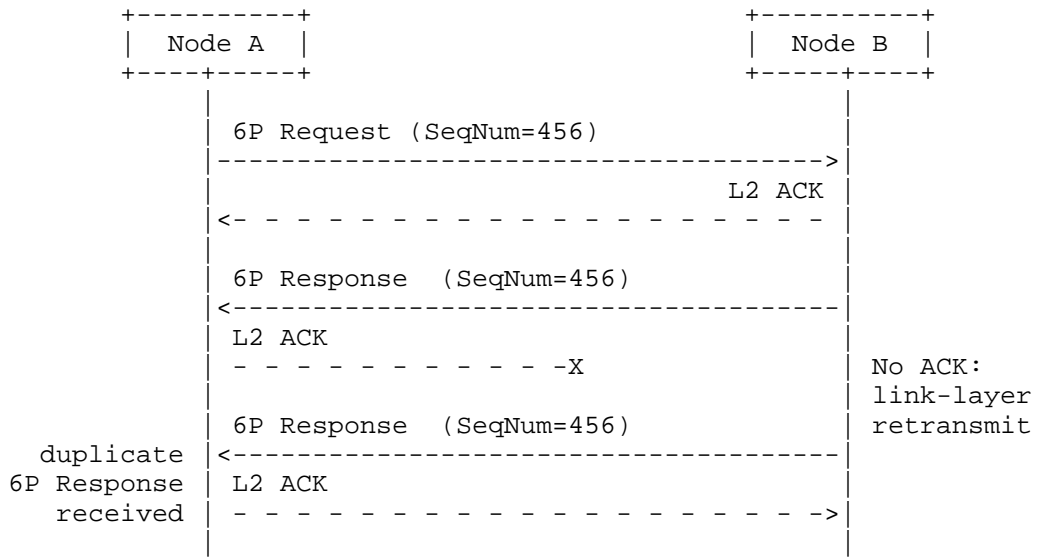 Node A
Node B
6P Request (SeqNum=456)
L2 ACK
6P Response (SeqNum=456)
L2 ACK
X
No ACK:
link-layer
retransmit
6P Response (SeqNum=456)
duplicate
6P Response
received
L2 ACK